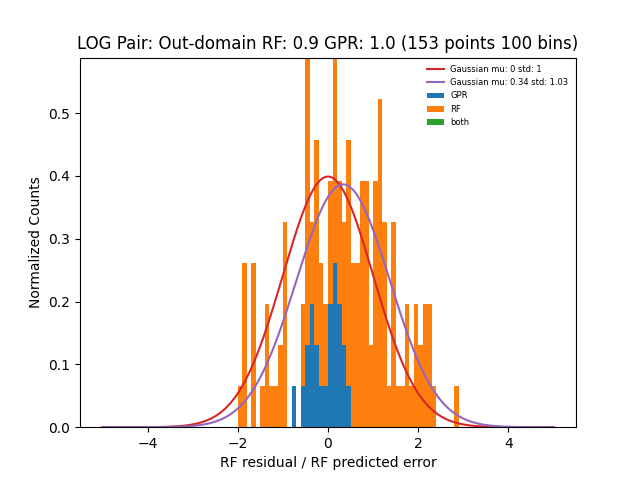 LOG Pair: Out-domain RF: 0.9 GPR: 1.0 (153 points 100 bins)
Gaussian mu: 0 std: 1
Gaussian mu: 0.34 std: 1.03
GPR
RF
both
Normalized Counts
0.5
0.4
0.3
0.2
0.1
0.0
−4 −2 0 2 4
RF residual / RF predicted error